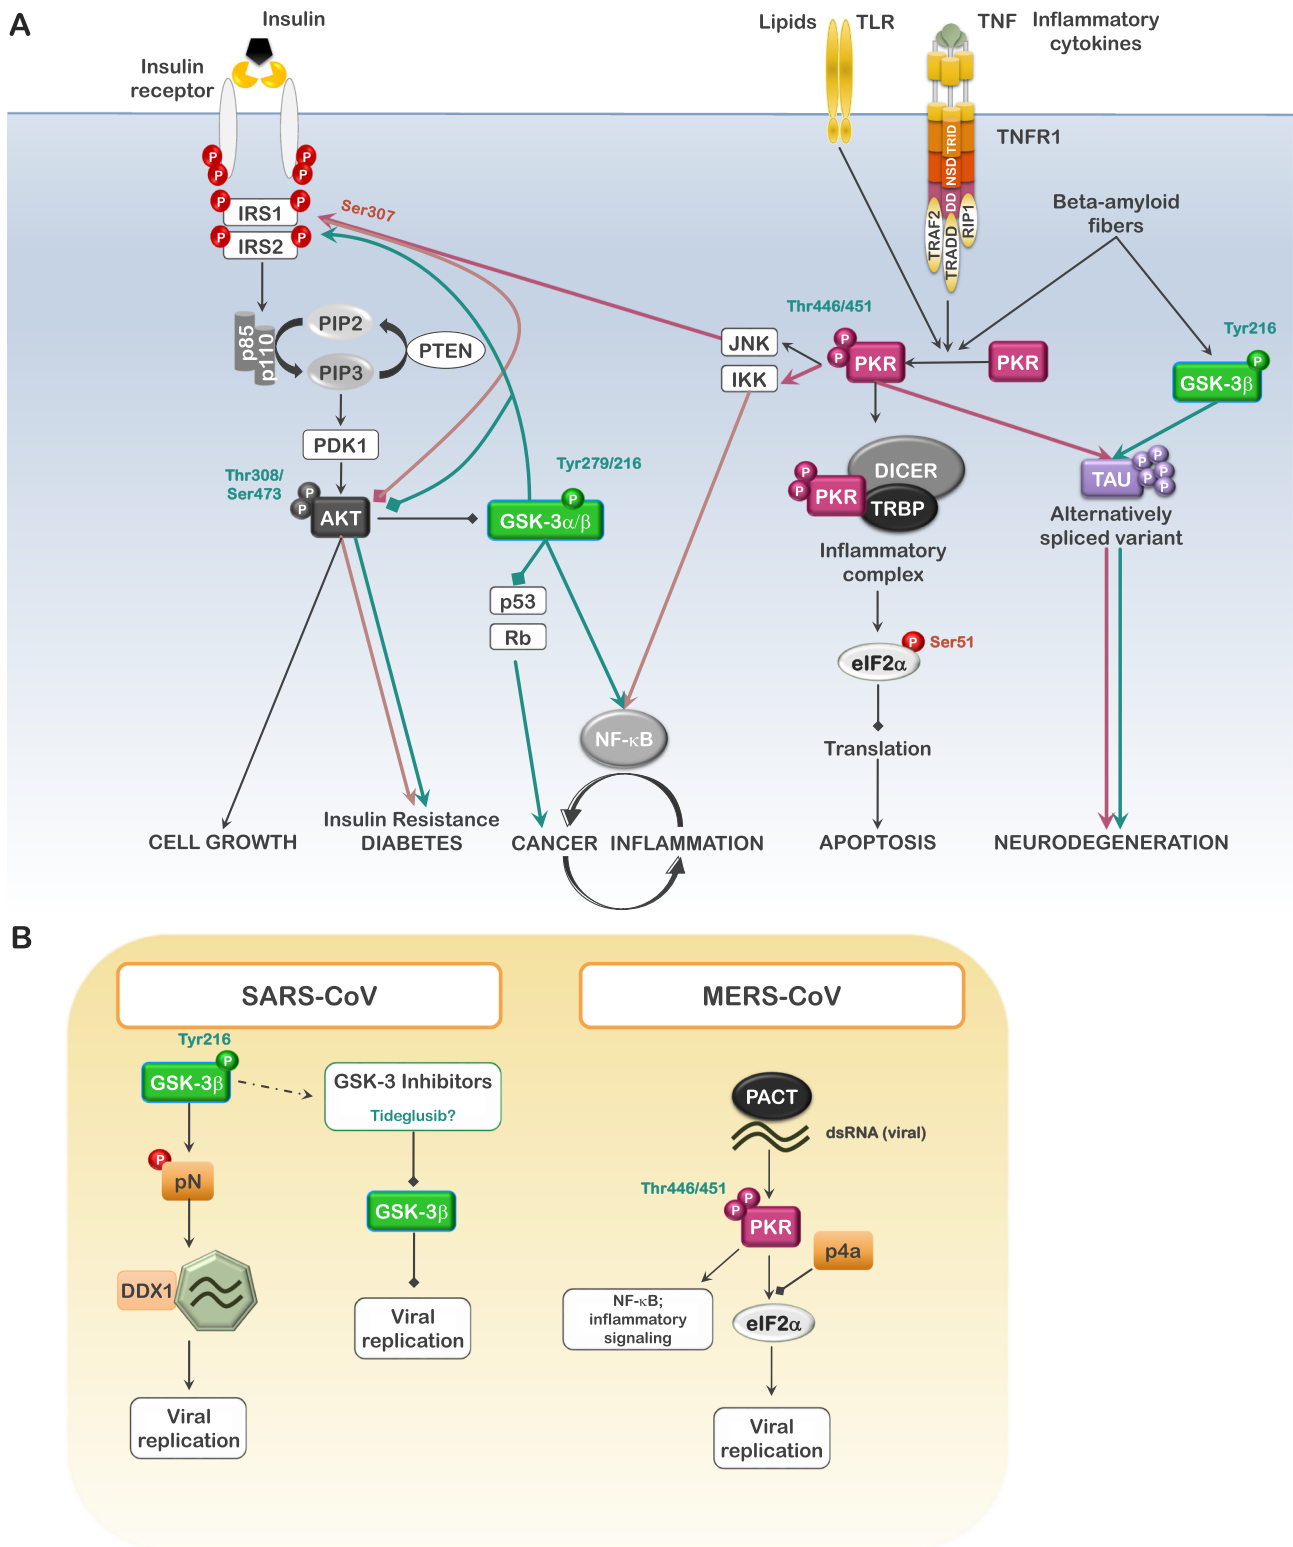 A
Insulin
Insulin
receptor
Lipids
TLR
TNF
Inflammatory
cytokines
TNFR1
TRID
NSD
DD
TRAF2
TRADD
RIP1
Beta-amyloid
fibers
P
P
P
P
P
P
IRS1
P
P
IRS2
Ser307
p85
p110
PIP2
PIP3
PTEN
PDK1
Thr308/
Ser473
P
P
AKT
Tyr279/216
P
GSK-3α/β
p53
Rb
JNK
IKK
Thr446/451
P
P
PKR
PKR
Tyr216
P
GSK-3β
P
P
PKR
DICER
TRBP
Inflammatory
complex
TAU
P
P
P
P
P
Alternatively
spliced variant
eIF2α
P
Ser51
NF-κB
Translation
CELL GROWTH
Insulin Resistance
DIABETES
CANCER
INFLAMMATION
APOPTOSIS
NEURODEGENERATION
B
SARS-CoV
MERS-CoV
Tyr216
P
GSK-3β
GSK-3 Inhibitors
Tideglusib?
P
pN
GSK-3β
DDX1
Viral
replication
Viral
replication
PACT
dsRNA (viral)
Thr446/451
P
P
PKR
p4a
NF-κB;
inflammatory
signaling
eIF2α
Viral
replication